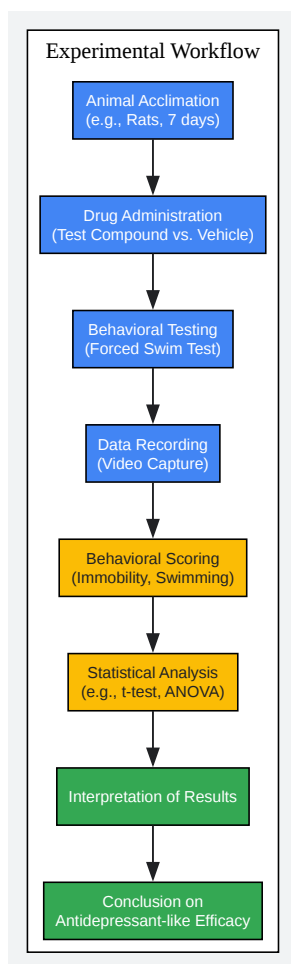 Experimental Workflow
Animal Acclimation
(e.g., Rats, 7 days)
Drug Administration
(Test Compound vs. Vehicle)
Behavioral Testing
(Forced Swim Test)
Data Recording
(Video Capture)
Behavioral Scoring
(Immobility, Swimming)
Statistical Analysis
(e.g., t-test, ANOVA)
Interpretation of Results
Conclusion on
Antidepressant-like Efficacy